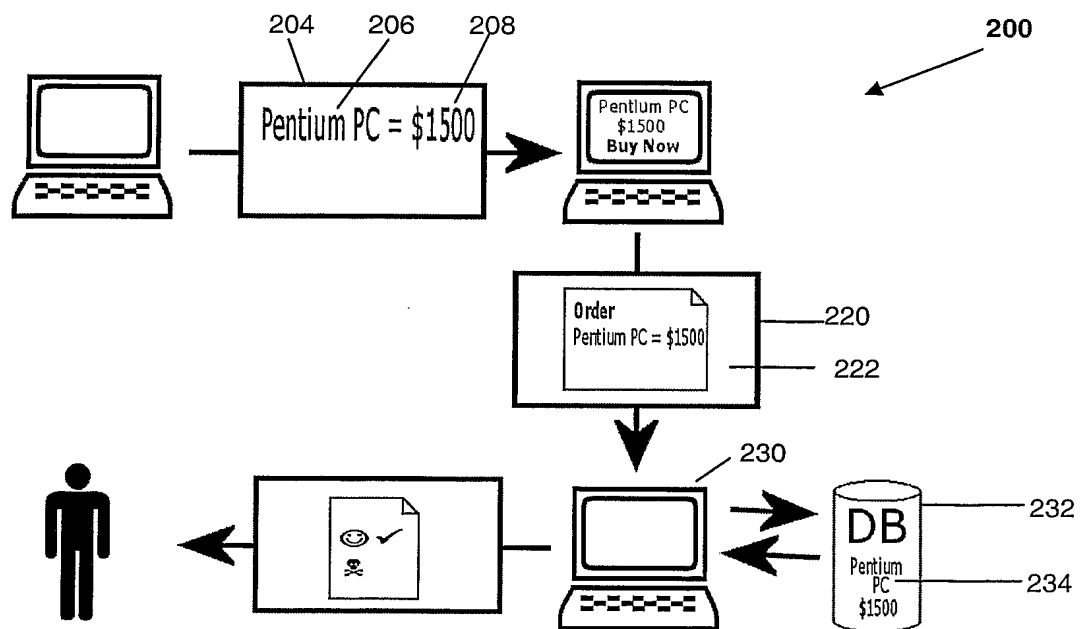 204 206 208
200
Pentium PC = $1500
Pentium PC
$1500
Buy Now
Order
Pentium PC = $1500
220
222
230
232
DB
Pentium
PC
$1500
234